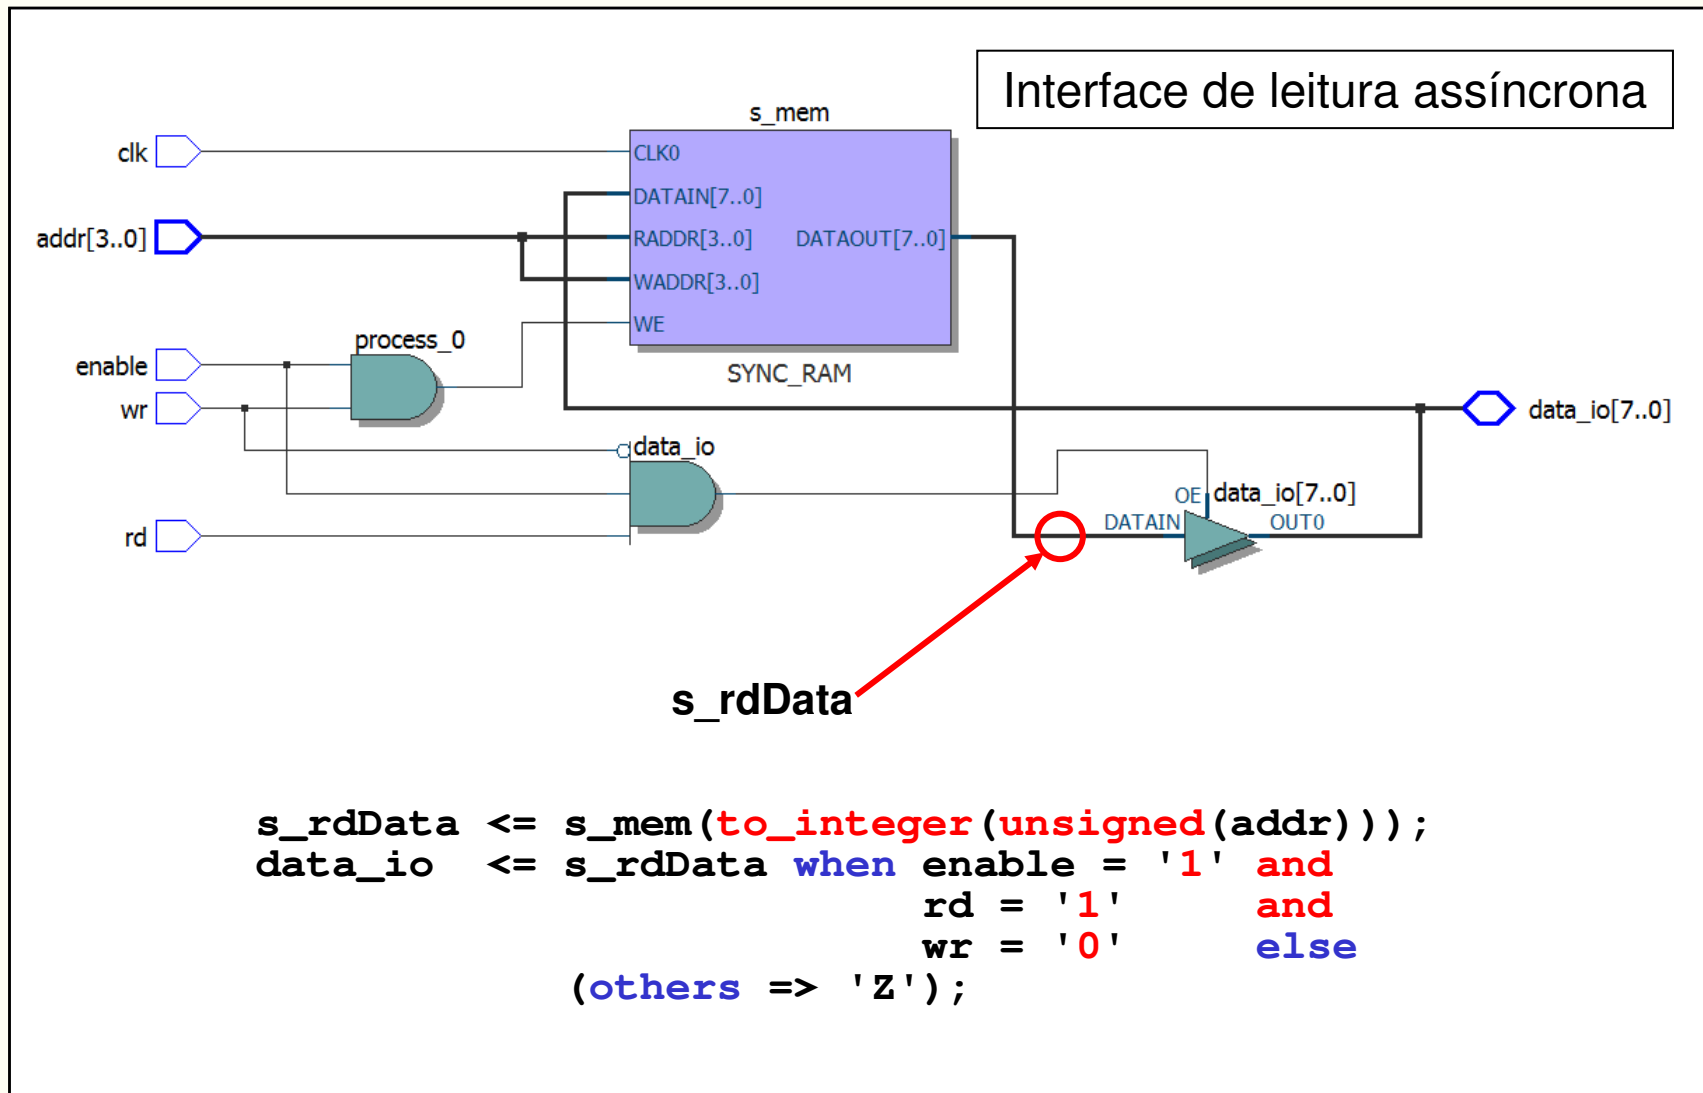 Interface de leitura assíncrona
s_mem
clk
CLK0
DATAIN[7..0]
addr[3..0]
RADDR[3..0]
DATAOUT[7..0]
WADDR[3..0]
WE
process_0
enable
SYNC_RAM
wr
data_io[7..0]
data_io
OE
data_io[7..0]
DATAIN
OUT0
rd
s_rdData
s_rdData <= s_mem(to_integer(unsigned(addr)));
data_io <= s_rdData when enable = '1' and
rd = '1' and
wr = '0' else
(others => 'Z');